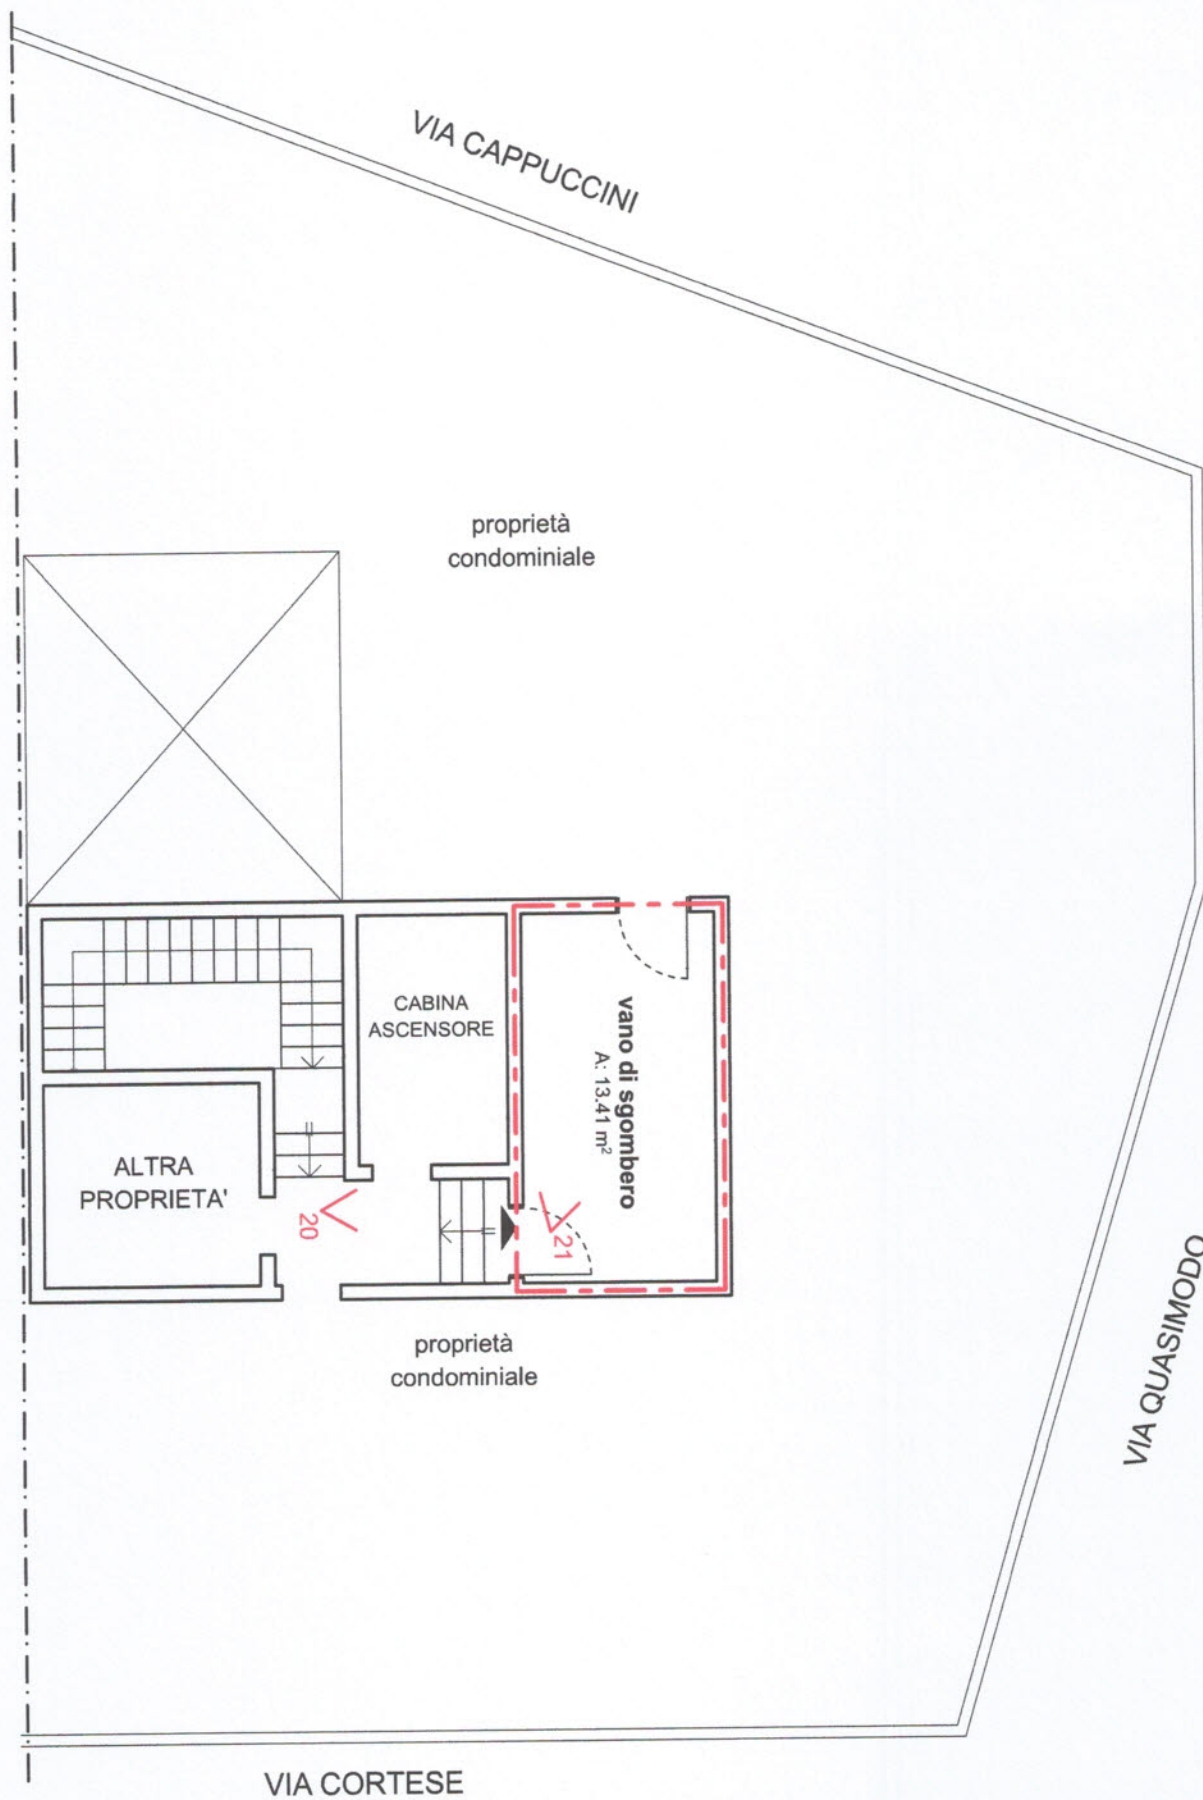 VIA CAPPUCCINI
proprietà
condominiale
CABINA
ASCENSORE
vano di sgombero
A: 13.41 m²
ALTRA
PROPRIETA'
20
21
proprietà
condominiale
VIA QUASIMODO
VIA CORTESE